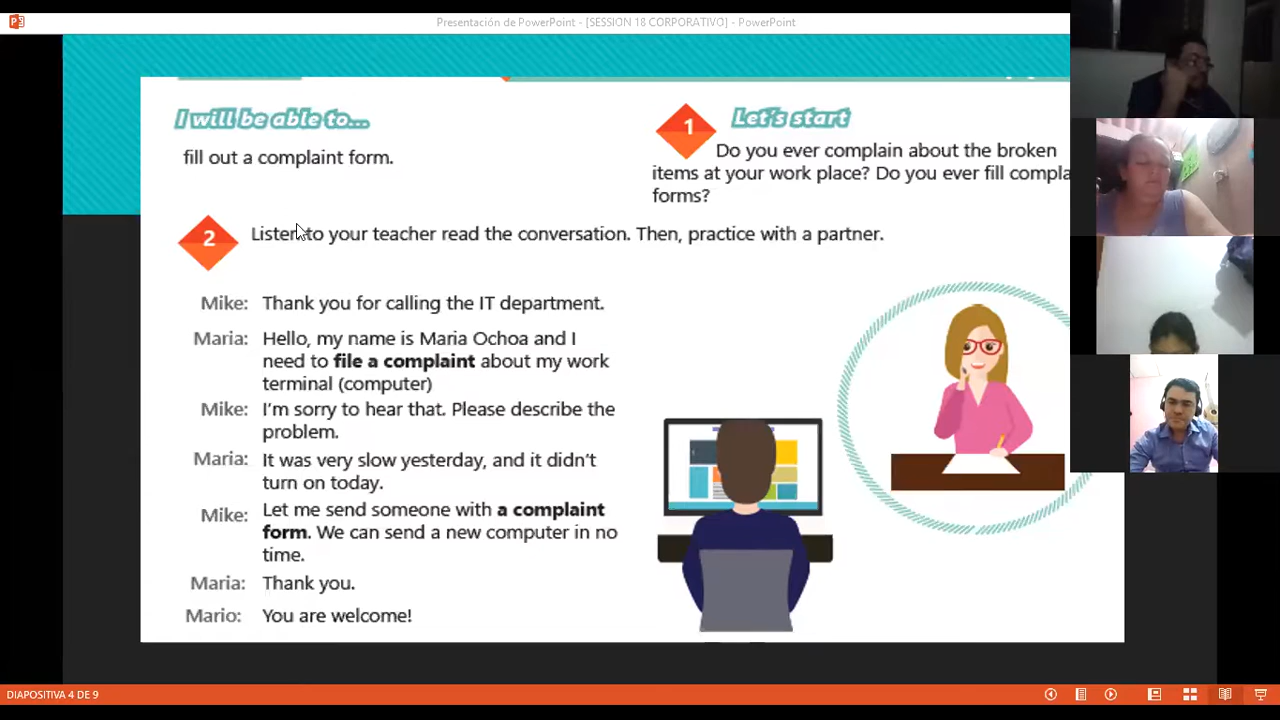 Presentación de PowerPoint - [SESSION 18 CORPORATIVO] - PowerPoint
I will be able to...
fill out a complaint form.
1
Let's start
Do you ever complain about the broken
items at your work place? Do you ever fill
forms?
2
Listen to your teacher read the conversation. Then, practice with a partner.
Mike: Thank you for calling the IT department.
Maria: Hello, my name is Maria Ochoa and I
need to file a complaint about my work
terminal (computer)
Mike: I'm sorry to hear that. Please describe the
problem.
Maria: It was very slow yesterday, and it didn't
turn on today.
Mike: Let me send someone with a complaint
form. We can send a new computer in no
time.
Maria: Thank you.
Mario: You are welcome!
DIAPOSITIVA 4 DE 9